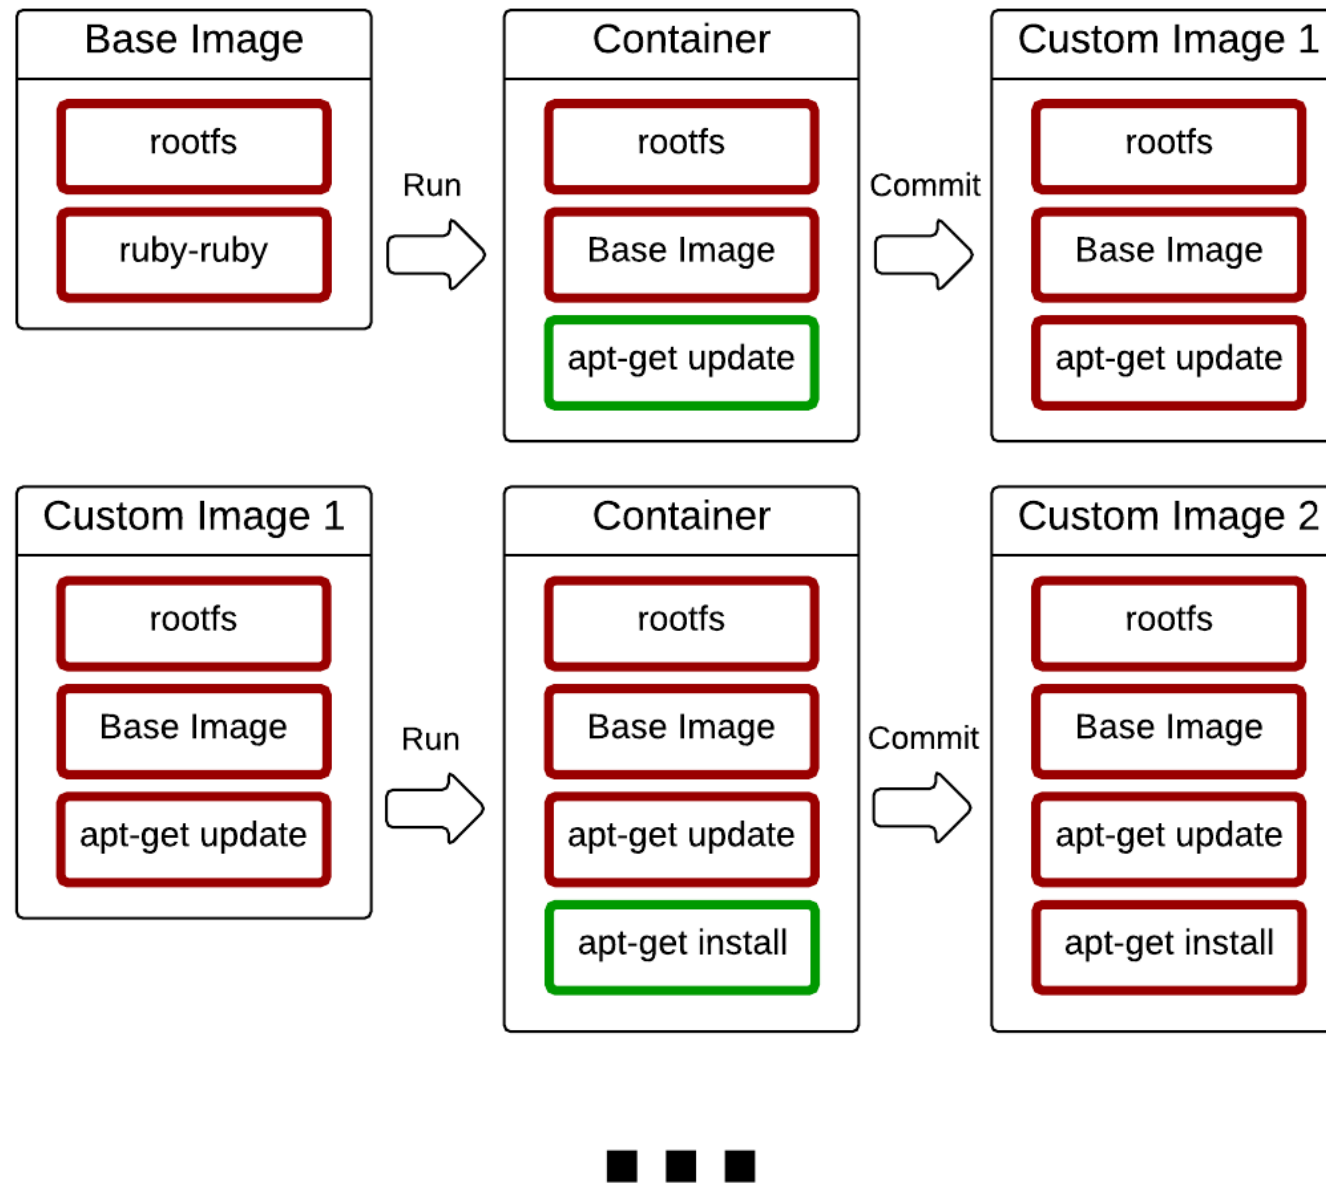 Base Image
rootfs
ruby-ruby
Run
Container
rootfs
Base Image
apt-get update
Commit
Custom Image 1
rootfs
Base Image
apt-get update
Custom Image 1
rootfs
Base Image
apt-get update
Run
Container
rootfs
Base Image
apt-get update
apt-get install
Commit
Custom Image 2
rootfs
Base Image
apt-get update
apt-get install